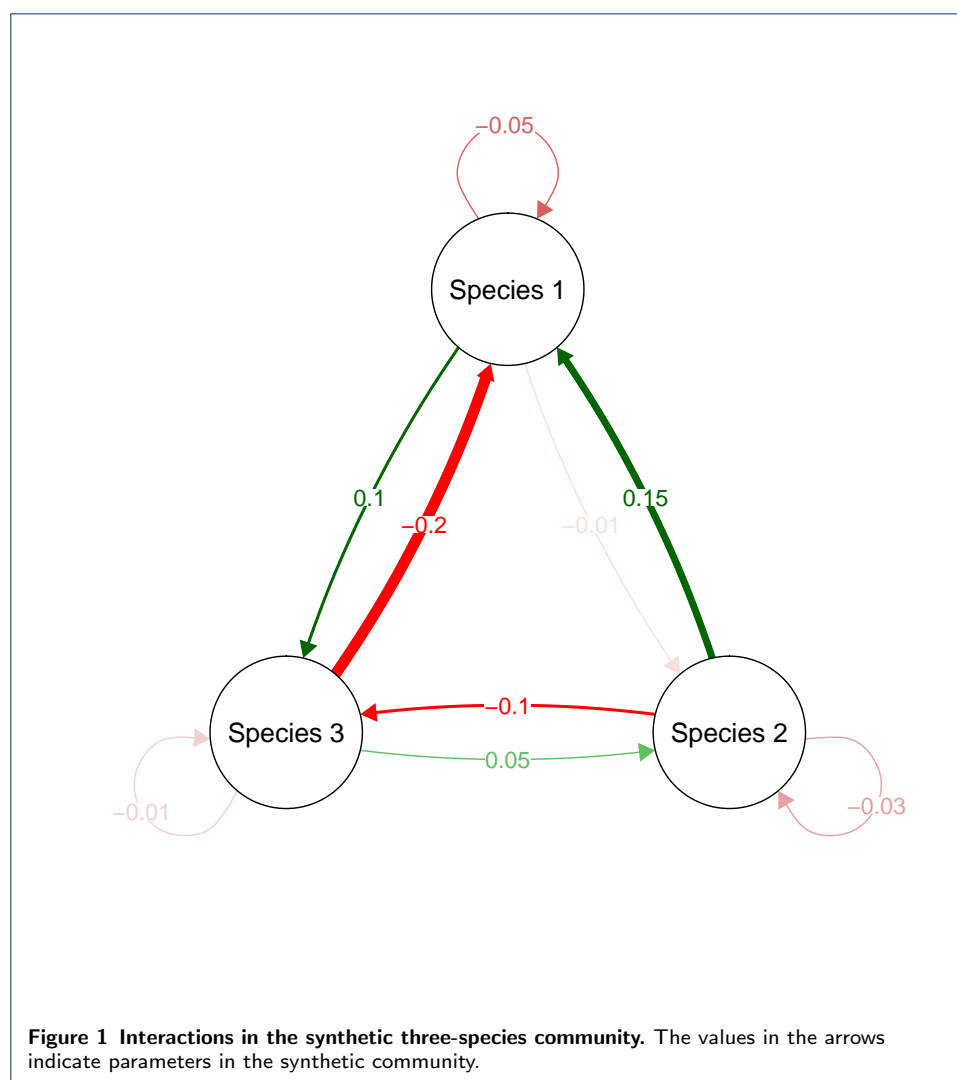 −0.05
Species 1
0.1
0.15
−0.2
−0.01
−0.1
Species 3
Species 2
0.05
−0.01
−0.03
Figure 1 Interactions in the synthetic three-species community. The values in the arrows
indicate parameters in the synthetic community.